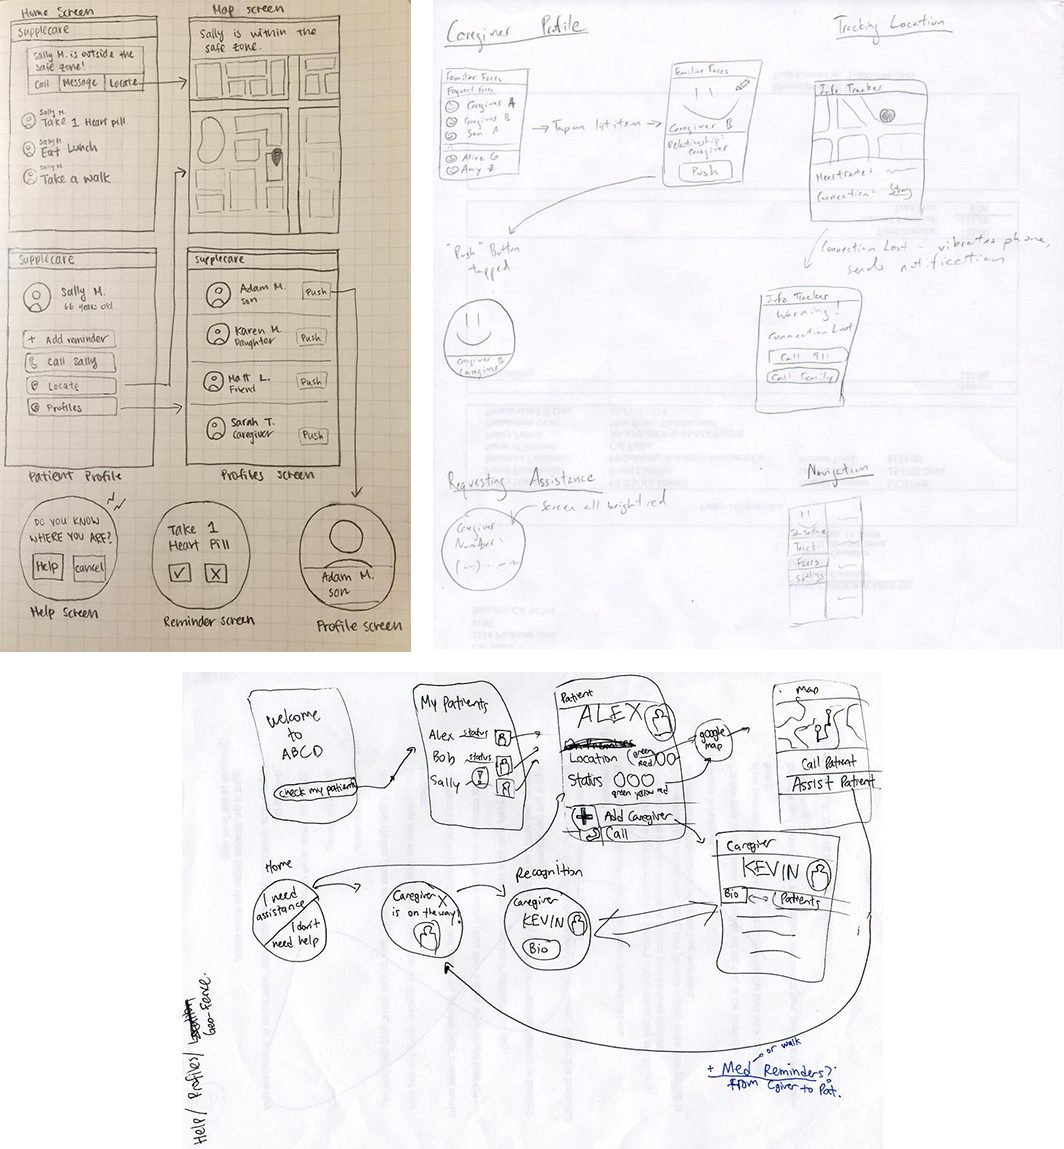 Home Screen
Supplecare
Sally M. is outside the
safe zone!
Call Message Locate
Sally M.
Take 1 Heart pill.
Sally M
Eat Lunch
Sally M
Take a walk
Map screen
Sally is within the
safe zone.
Supplecare
Sally M.
66 years old
+ Add reminder
Call Sally
Locate
Profiles
Patient Profile
Supplecare
Adam M.
son
Push
Karen M.
Daughter
Push
Matt L.
Friend
Push
Sarah T.
Caregiver
Push
Profiles screen
DO YOU KNOW
WHERE YOU ARE?
Help cancel
Help screen
Take 1
Heart Pill
Reminder screen
Adam M.
son
Profile screen
Caregiver Profile
Familiar Faces
Frequent Faces
Caregiver A
Caregiver B
Son A
Alice G
Amy Z
Tap on list item
Familiar Faces
Caregiver B
Relationship:
Caregiver
Push
"Push" Button
tapped
Caregiver B
Caregiver
Tracking Location
Info Tracker
Heartrate:
Connection: Strong
Connection Lost - vibrates phone,
sends notification
Info Tracker
Warning!
Connection Lost
Call 911
Call Family
Requesting Assistance
Screen all bright red
Caregiver
Number:
Navigation
Track
Faces
Settings
Welcome
to
ABCD
check my patients
My Patients
Alex status
Bob status
Sally !
Patient
ALEX
Location (green red)
Status
green yellow red
Add Caregiver
Call
google
map
Map
Call Patient
Assist Patient
Caregiver
KEVIN
Bio Patients
Home
I need
assistance
I don't
need help
Caregiver X
is on the way!
Recognition
Caregiver
KEVIN
Bio
Help/ Profiles/
Geo-Fence.
or walk
+ Med Reminders?
from Cgiver to Pat.